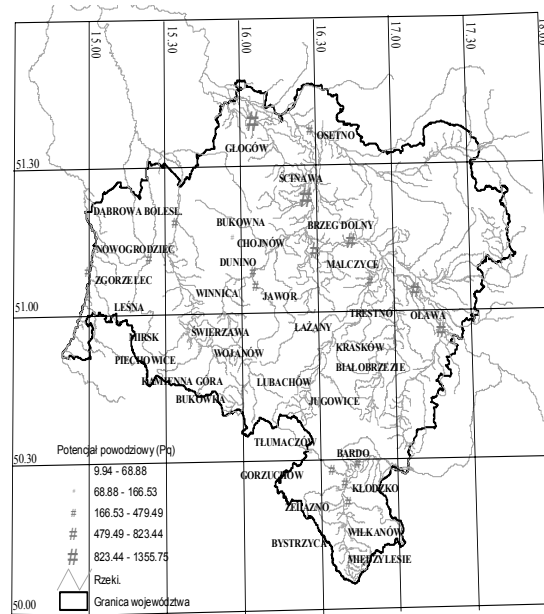 15.00
15.30
16.00
16.30
17.00
17.30
18.00
OSETNO
GŁOGÓW
51.30
ŚCINAWA
DĄBROWA BOLESŁ.
BUKOWNA
BRZEG DOLNY
CHOJNÓW
NOWOGRODZIEC
DUNINO
MALCZYCE
ZGORZELEC
WINNICA
JAWOR
LEŚNA
51.00
TRESTNO
OŁAWA
MIRSK
ŚWIERZAWA
ŁAŻANY
WOJANÓW
KRASKÓW
PIECHOWICE
BIAŁOBRZEZIE
KAMIENNA GÓRA
LUBACHÓW
BUKÓWKA
JUGOWICE
TŁUMACZÓW
BARDO
Potencjał powodziowy (Pq)
50.30
9.94 - 68.88
GORZUCHÓW
68.88 - 166.53
KŁODZKO
166.53 - 479.49
ŻELAZNO
479.49 - 823.44
WILKANÓW
BYSTRZYCA
823.44 - 1355.75
MIĘDZYLESIE
Rzeki.
50.00
Granica województwa